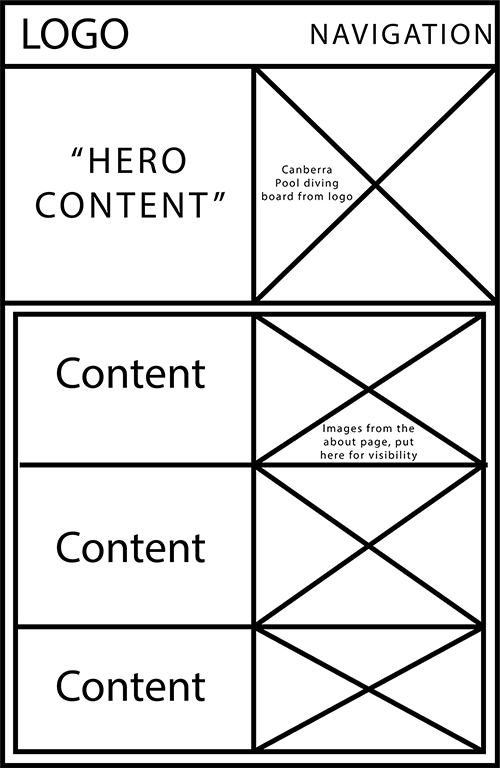 LOGO
NAVIGATION
“HERO
CONTENT”
Canberra
Pool diving
board from logo
Content
Images from the
about page, put
here for visibility
Content
Content